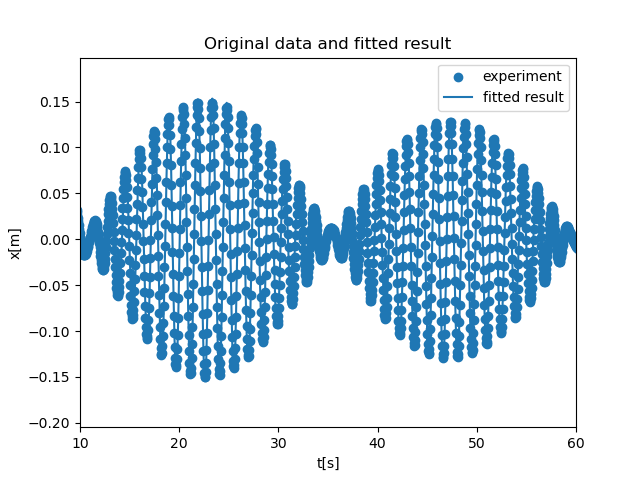 Original data and fitted result
experiment
fitted result
x[m]
0.15
0.10
0.05
0.00
−0.05
−0.10
−0.15
−0.20
10
20
30
40
50
60
t[s]